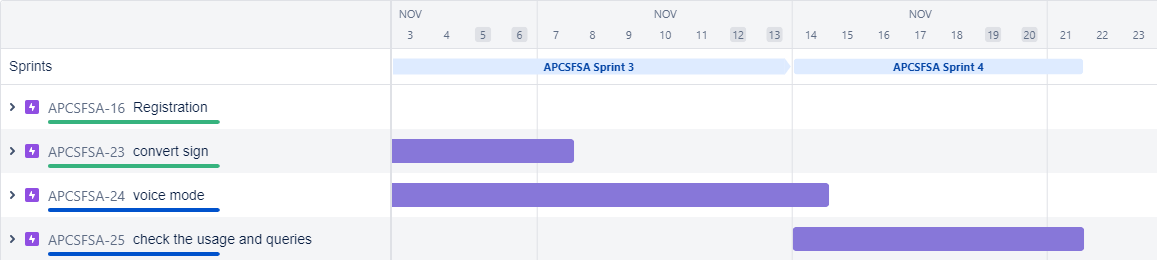 NOV NOV NOV
3 4 5 6 7 8 9 10 11 12 13 14 15 16 17 18 19 20 21 22 23
Sprints APCSFSA Sprint 3 APCSFSA Sprint 4
APCSFSA-16 Registration
APCSFSA-23 convert sign
APCSFSA-24 voice mode
APCSFSA-25 check the usage and queries